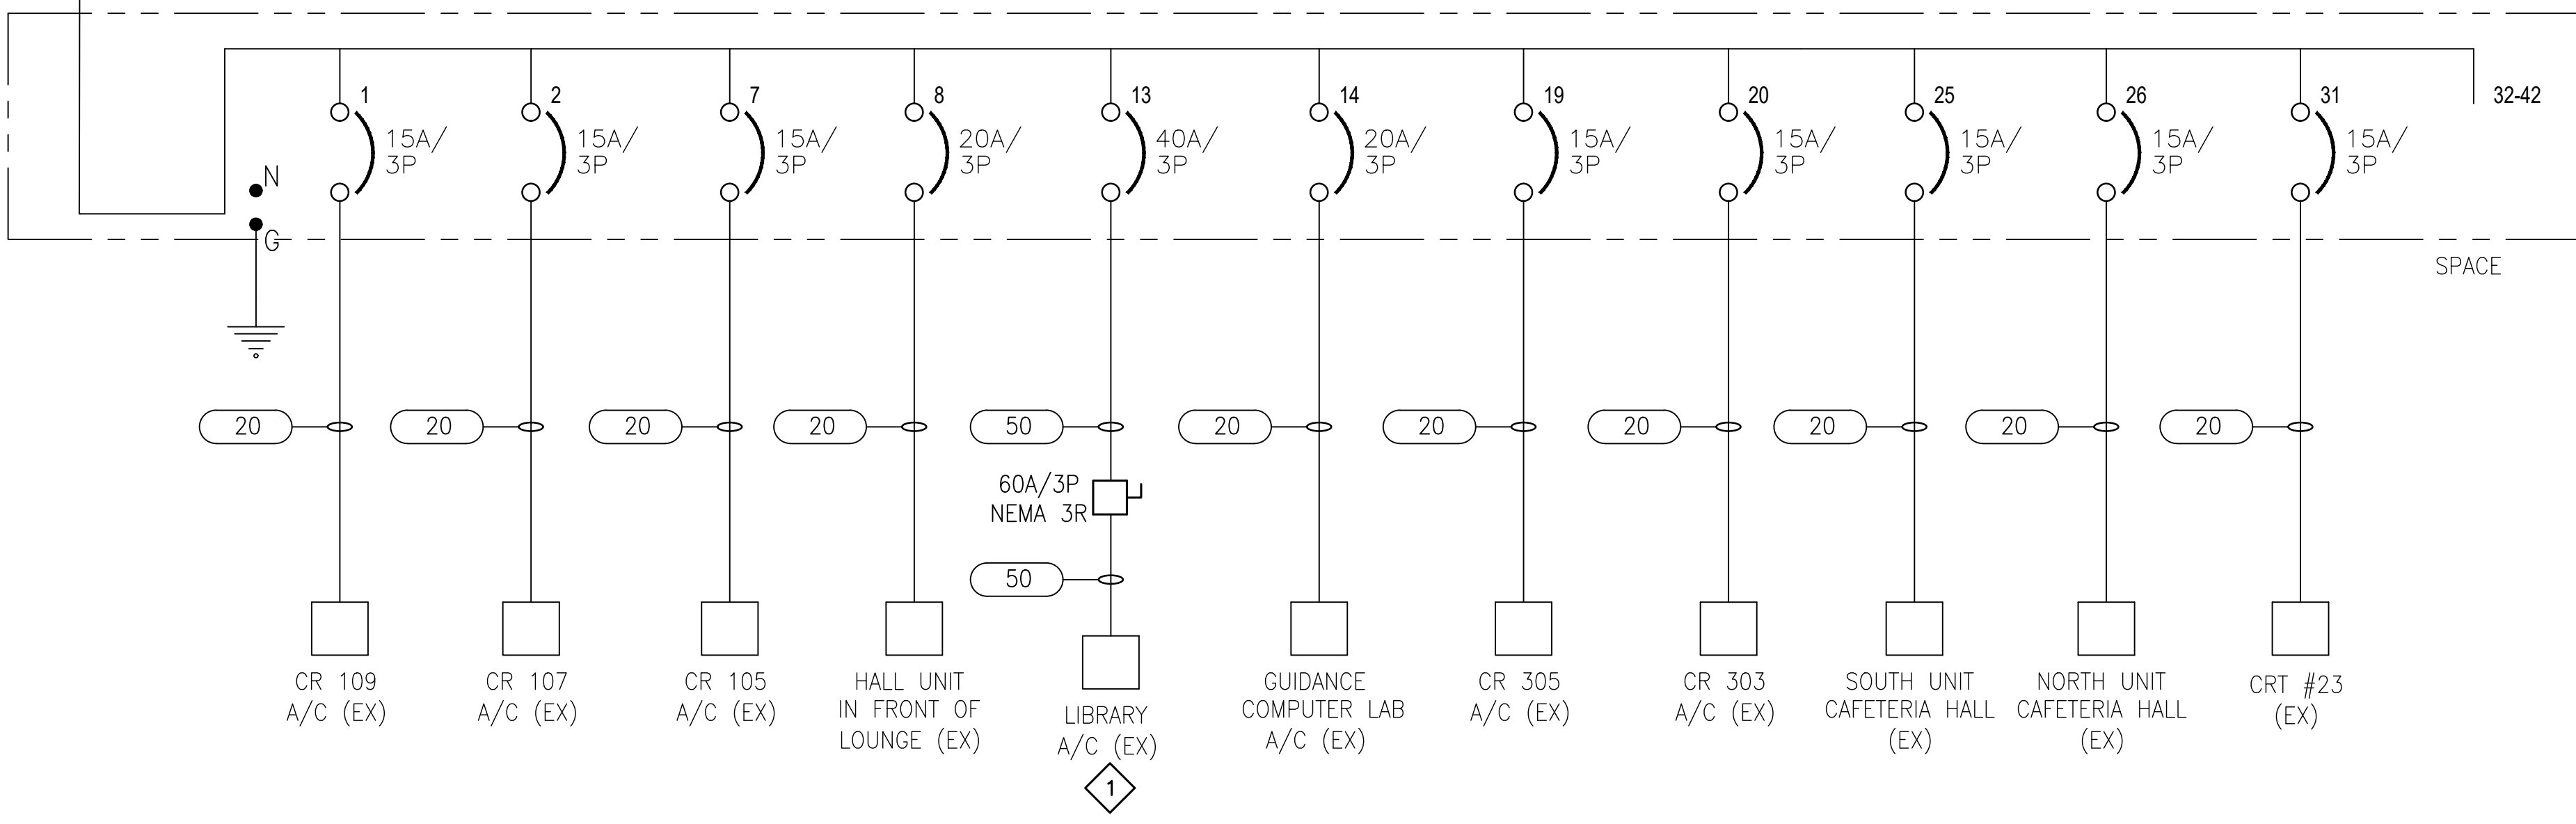 1
15A/
3P
2
15A/
3P
7
15A/
3P
8
20A/
3P
13
40A/
3P
14
20A/
3P
19
15A/
3P
20
15A/
3P
25
15A/
3P
26
15A/
3P
31
15A/
3P
32-42
N
G
SPACE
20
20
20
20
50
20
20
20
20
20
20
60A/3P
NEMA 3R
50
CR 109
A/C (EX)
CR 107
A/C (EX)
CR 105
A/C (EX)
HALL UNIT
IN FRONT OF
LOUNGE (EX)
LIBRARY
A/C (EX)
1
GUIDANCE
COMPUTER LAB
A/C (EX)
CR 305
A/C (EX)
CR 303
A/C (EX)
SOUTH UNIT
CAFETERIA HALL
(EX)
NORTH UNIT
CAFETERIA HALL
(EX)
CRT #23
(EX)